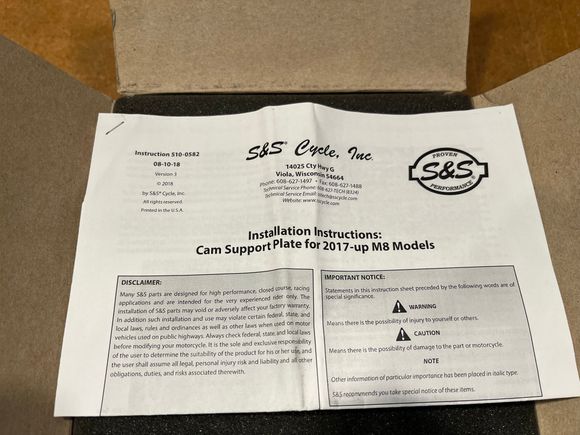 Instruction 510-0582
08-10-18
Version 3
© 2018
by S&S® Cycle, Inc.
All rights reserved.
Printed in the U.S.A.
S&S® Cycle, Inc.
14025 Cty Hwy G
Viola, Wisconsin 54664
Phone: 608-627-1497 • Fax: 608-627-1488
Technical Service Phone: 608-627-TECH (8324)
Technical Service Email: sstech@sscycle.com
Website: www.sscycle.com
PROVEN
S&S®
PERFORMANCE
Installation Instructions:
Cam Support Plate for 2017-up M8 Models
DISCLAIMER:
Many S&S parts are designed for high performance, closed course, racing
applications and are intended for the very experienced rider only. The
installation of S&S parts may void or adversely affect your factory warranty.
In addition such installation and use may violate certain federal, state, and
local laws, rules and ordinances as well as other laws when used on motor
vehicles used on public highways. Always check federal, state, and local laws
before modifying your motorcycle. It is the sole and exclusive responsibility
of the user to determine the suitability of the product for his or her use, and
the user shall assume all legal, personal injury risk and liability and all other
obligations, duties, and risks associated therewith.
IMPORTANT NOTICE:
Statements in this instruction sheet preceded by the following words are of
special significance.
WARNING
Means there is the possibility of injury to yourself or others.
CAUTION
Means there is the possibility of damage to the part or motorcycle.
NOTE
Other information of particular importance has been placed in italic type.
S&S recommends you take special notice of these items.